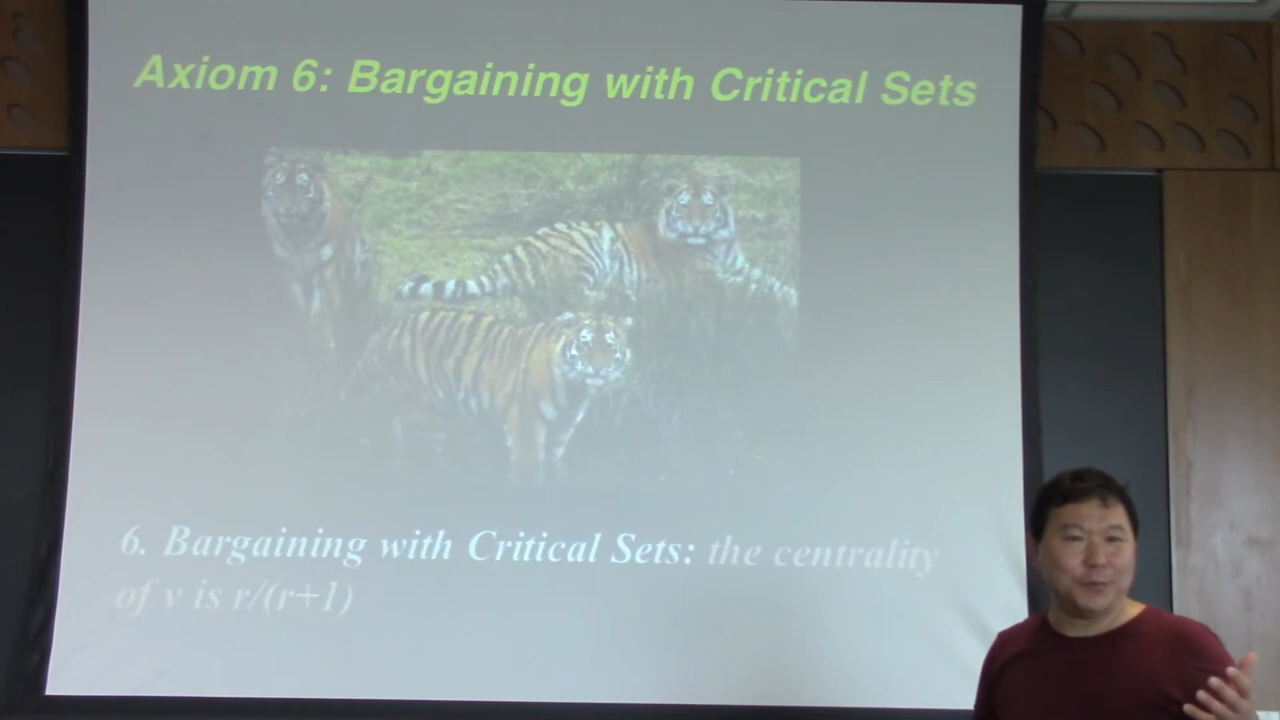 Axiom 6: Bargaining with Critical Sets
6. Bargaining with Critical Sets: the centrality
of v is r/(r+1)